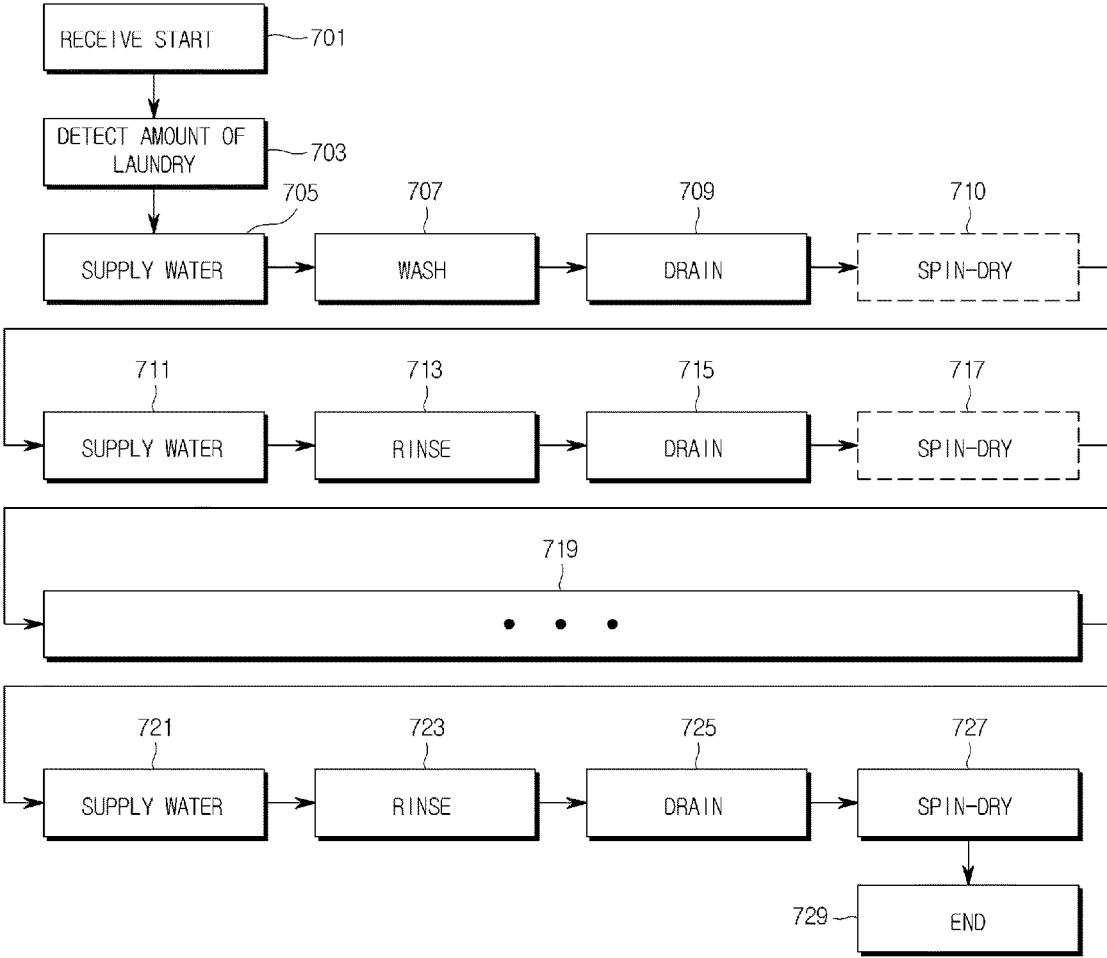 RECEIVE START
701
DETECT AMOUNT OF
LAUNDRY
703
705
707
709
710
SUPPLY WATER
WASH
DRAIN
SPIN-DRY
711
713
715
717
SUPPLY WATER
RINSE
DRAIN
SPIN-DRY
719
• • •
721
723
725
727
SUPPLY WATER
RINSE
DRAIN
SPIN-DRY
729
END